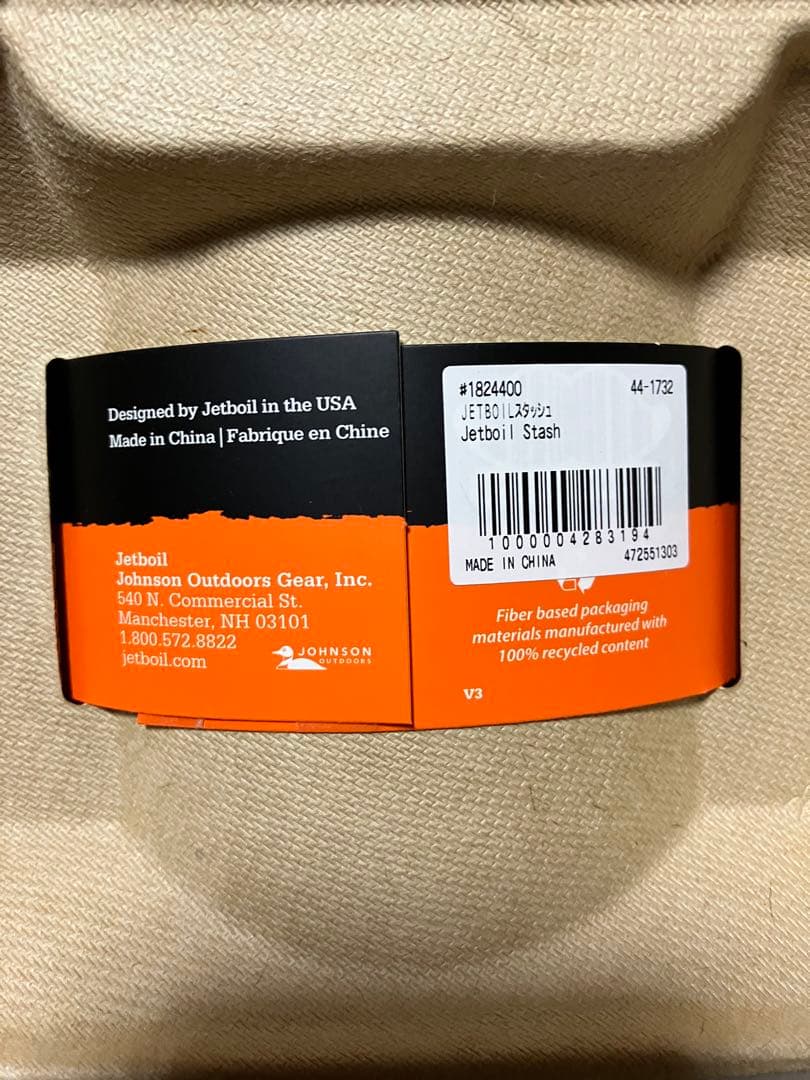 Designed by Jetboil in the USA
Made in China | Fabrique en Chine
Jetboil
Johnson Outdoors Gear, Inc.
540 N. Commercial St.
Manchester, NH 03101
1.800.572.8822
jetboil.com
JOHNSON
OUTDOORS
#1824400 44-1732
JETBOILスタッシュ
Jetboil Stash
1000004283194
MADE IN CHINA 472551303
Fiber based packaging
materials manufactured with
100% recycled content
V3